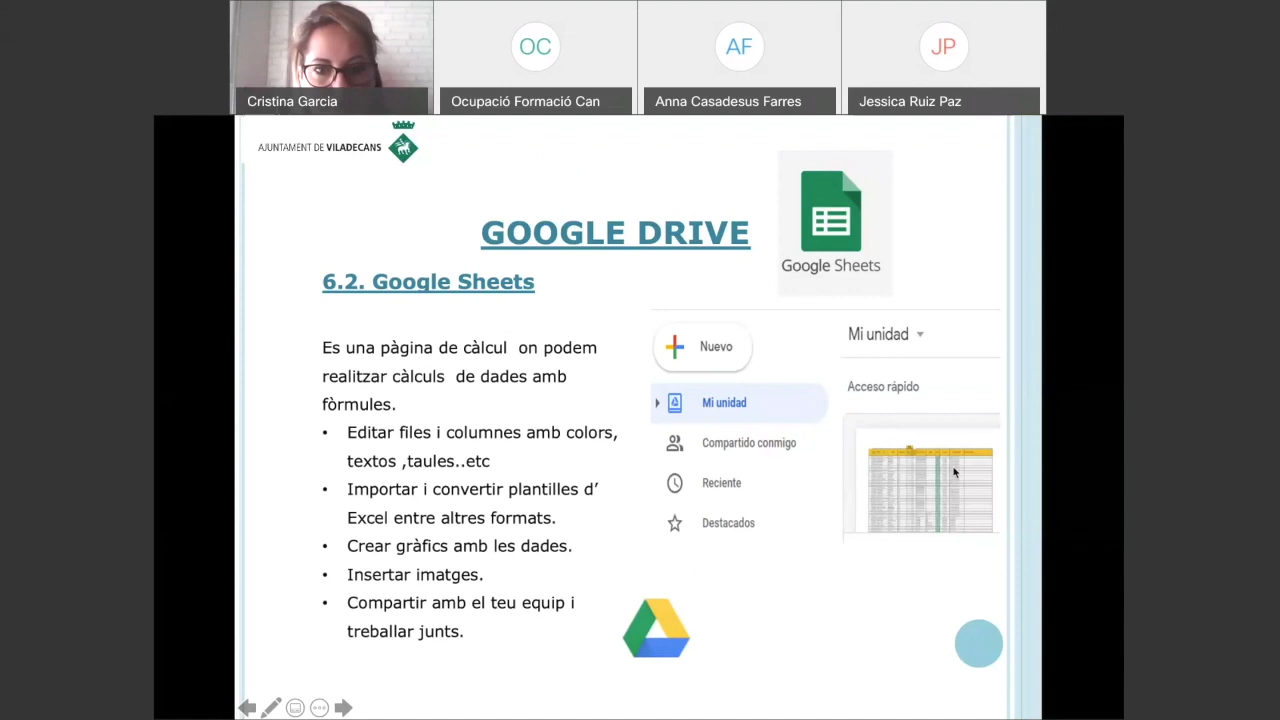 OC
AF
JP
Cristina Garcia
Ocupació Formació Can
Anna Casadesus Farres
Jessica Ruiz Paz
AJUNTAMENT DE VILADECANS
GOOGLE DRIVE
Google Sheets
6.2. Google Sheets
Es una pàgina de càlcul on podem
realitzar càlculs de dades amb
fòrmules.
• Editar files i columnes amb colors,
textos ,taules..etc
• Importar i convertir plantilles d’
Excel entre altres formats.
• Crear gràfics amb les dades.
• Insertar imatges.
• Compartir amb el teu equip i
treballar junts.
Nuevo
Mi unidad
Compartido conmigo
Reciente
Destacados
Mi unidad
Acceso rápido